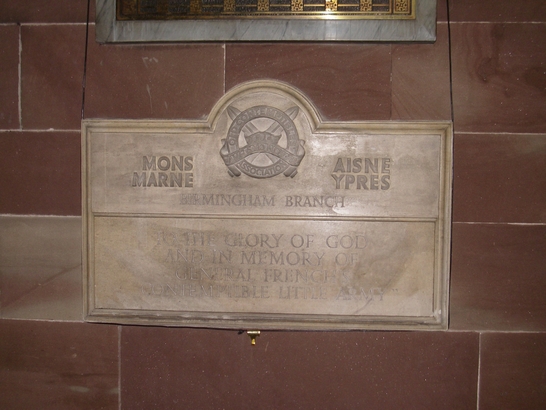 MONS
MARNE
AISNE
YPRES
BIRMINGHAM BRANCH
TO THE GLORY OF GOD
AND IN MEMORY OF
GENERAL FRENCH'S
CONTEMPTIBLE LITTLE ARMY